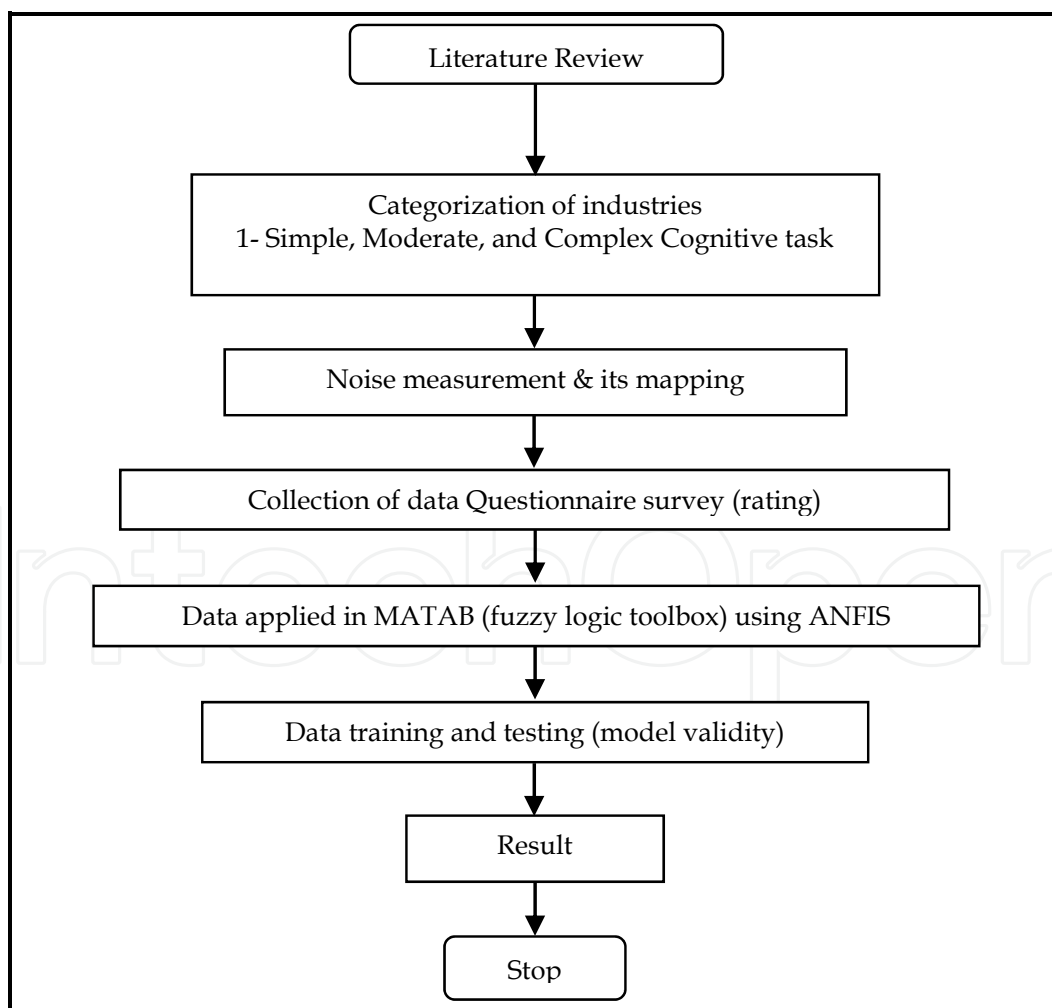 Literature Review
Categorization of industries
1- Simple, Moderate, and Complex Cognitive task
Noise measurement & its mapping
Collection of data Questionnaire survey (rating)
Data applied in MATAB (fuzzy logic toolbox) using ANFIS
Data training and testing (model validity)
Result
Stop